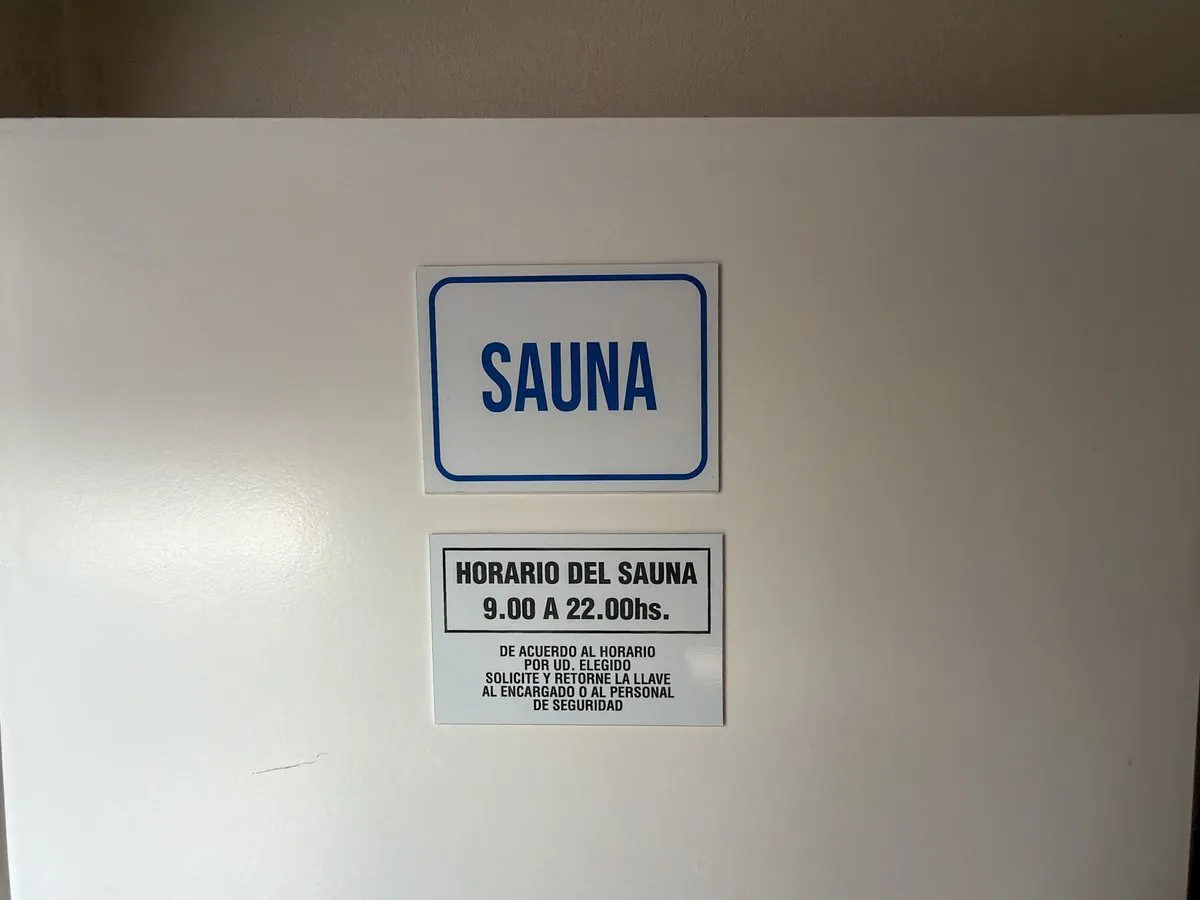 SAUNA
HORARIO DEL SAUNA
9.00 A 22.00hs.
DE ACUERDO AL HORARIO
POR UD. ELEGIDO
SOLICITE Y RETORNE LA LLAVE
AL ENCARGADO O AL PERSONAL
DE SEGURIDAD